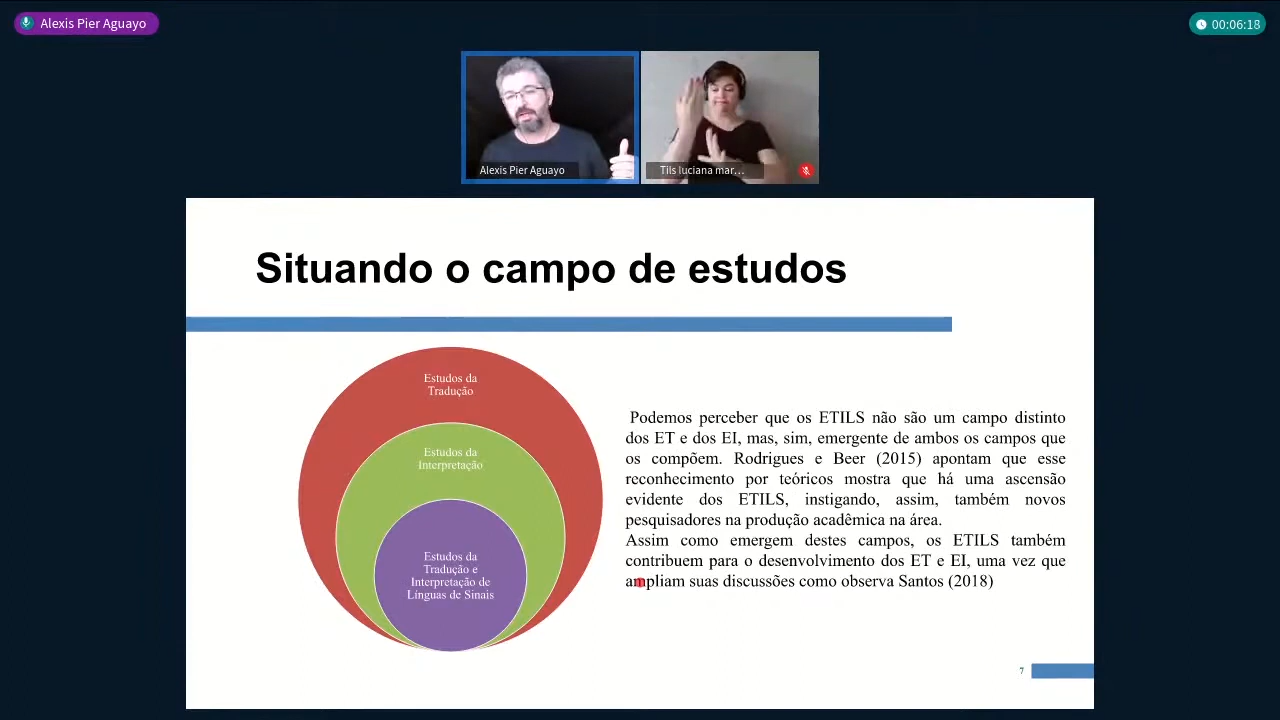 Alexis Pier Aguayo
00:06:18
Alexis Pier Aguayo
Tils luciana mar...
Situando o campo de estudos
Estudos da
Tradução
Estudos da
Interpretação
Estudos da
Tradução e
Interpretação de
Línguas de Sinais
Podemos perceber que os ETILS não são um campo distinto
dos ET e dos EI, mas, sim, emergente de ambos os campos que
os compõem. Rodrigues e Beer (2015) apontam que esse
reconhecimento por teóricos mostra que há uma ascensão
evidente dos ETILS, instigando, assim, também novos
pesquisadores na produção acadêmica na área.
Assim como emergem destes campos, os ETILS também
contribuem para o desenvolvimento dos ET e EI, uma vez que
ampliam suas discussões como observa Santos (2018)
7